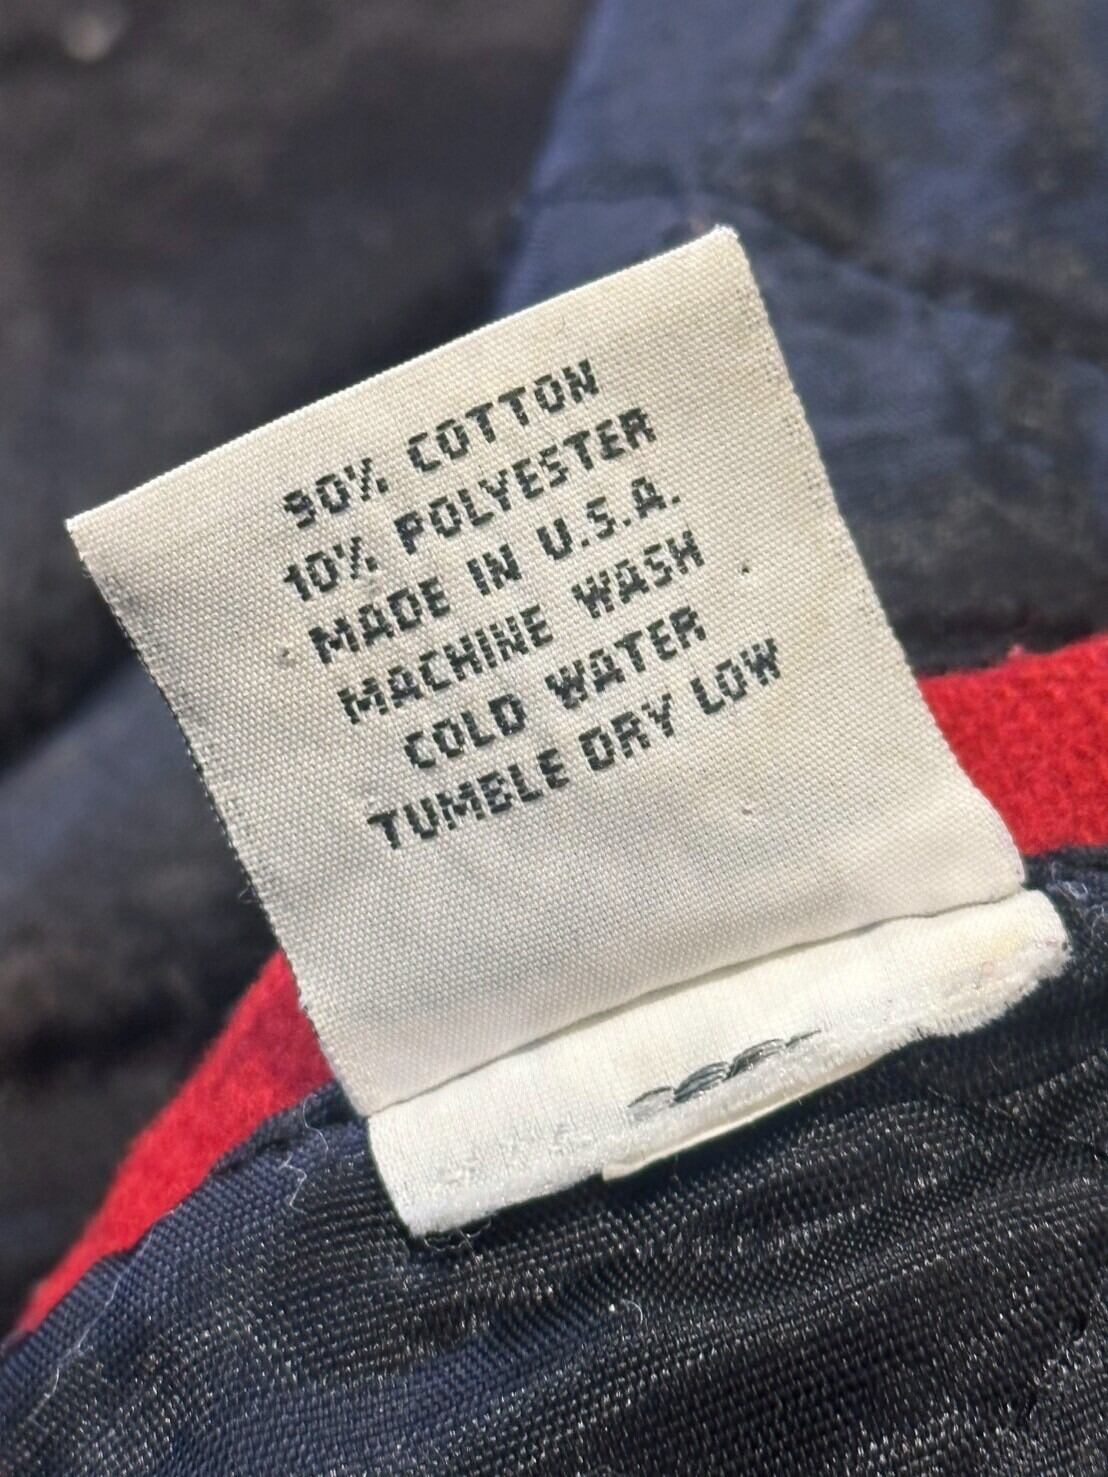 90% COTTON
10% POLYESTER
MADE IN U.S.A.
MACHINE WASH
COLD WATER
TUMBLE DRY LOW